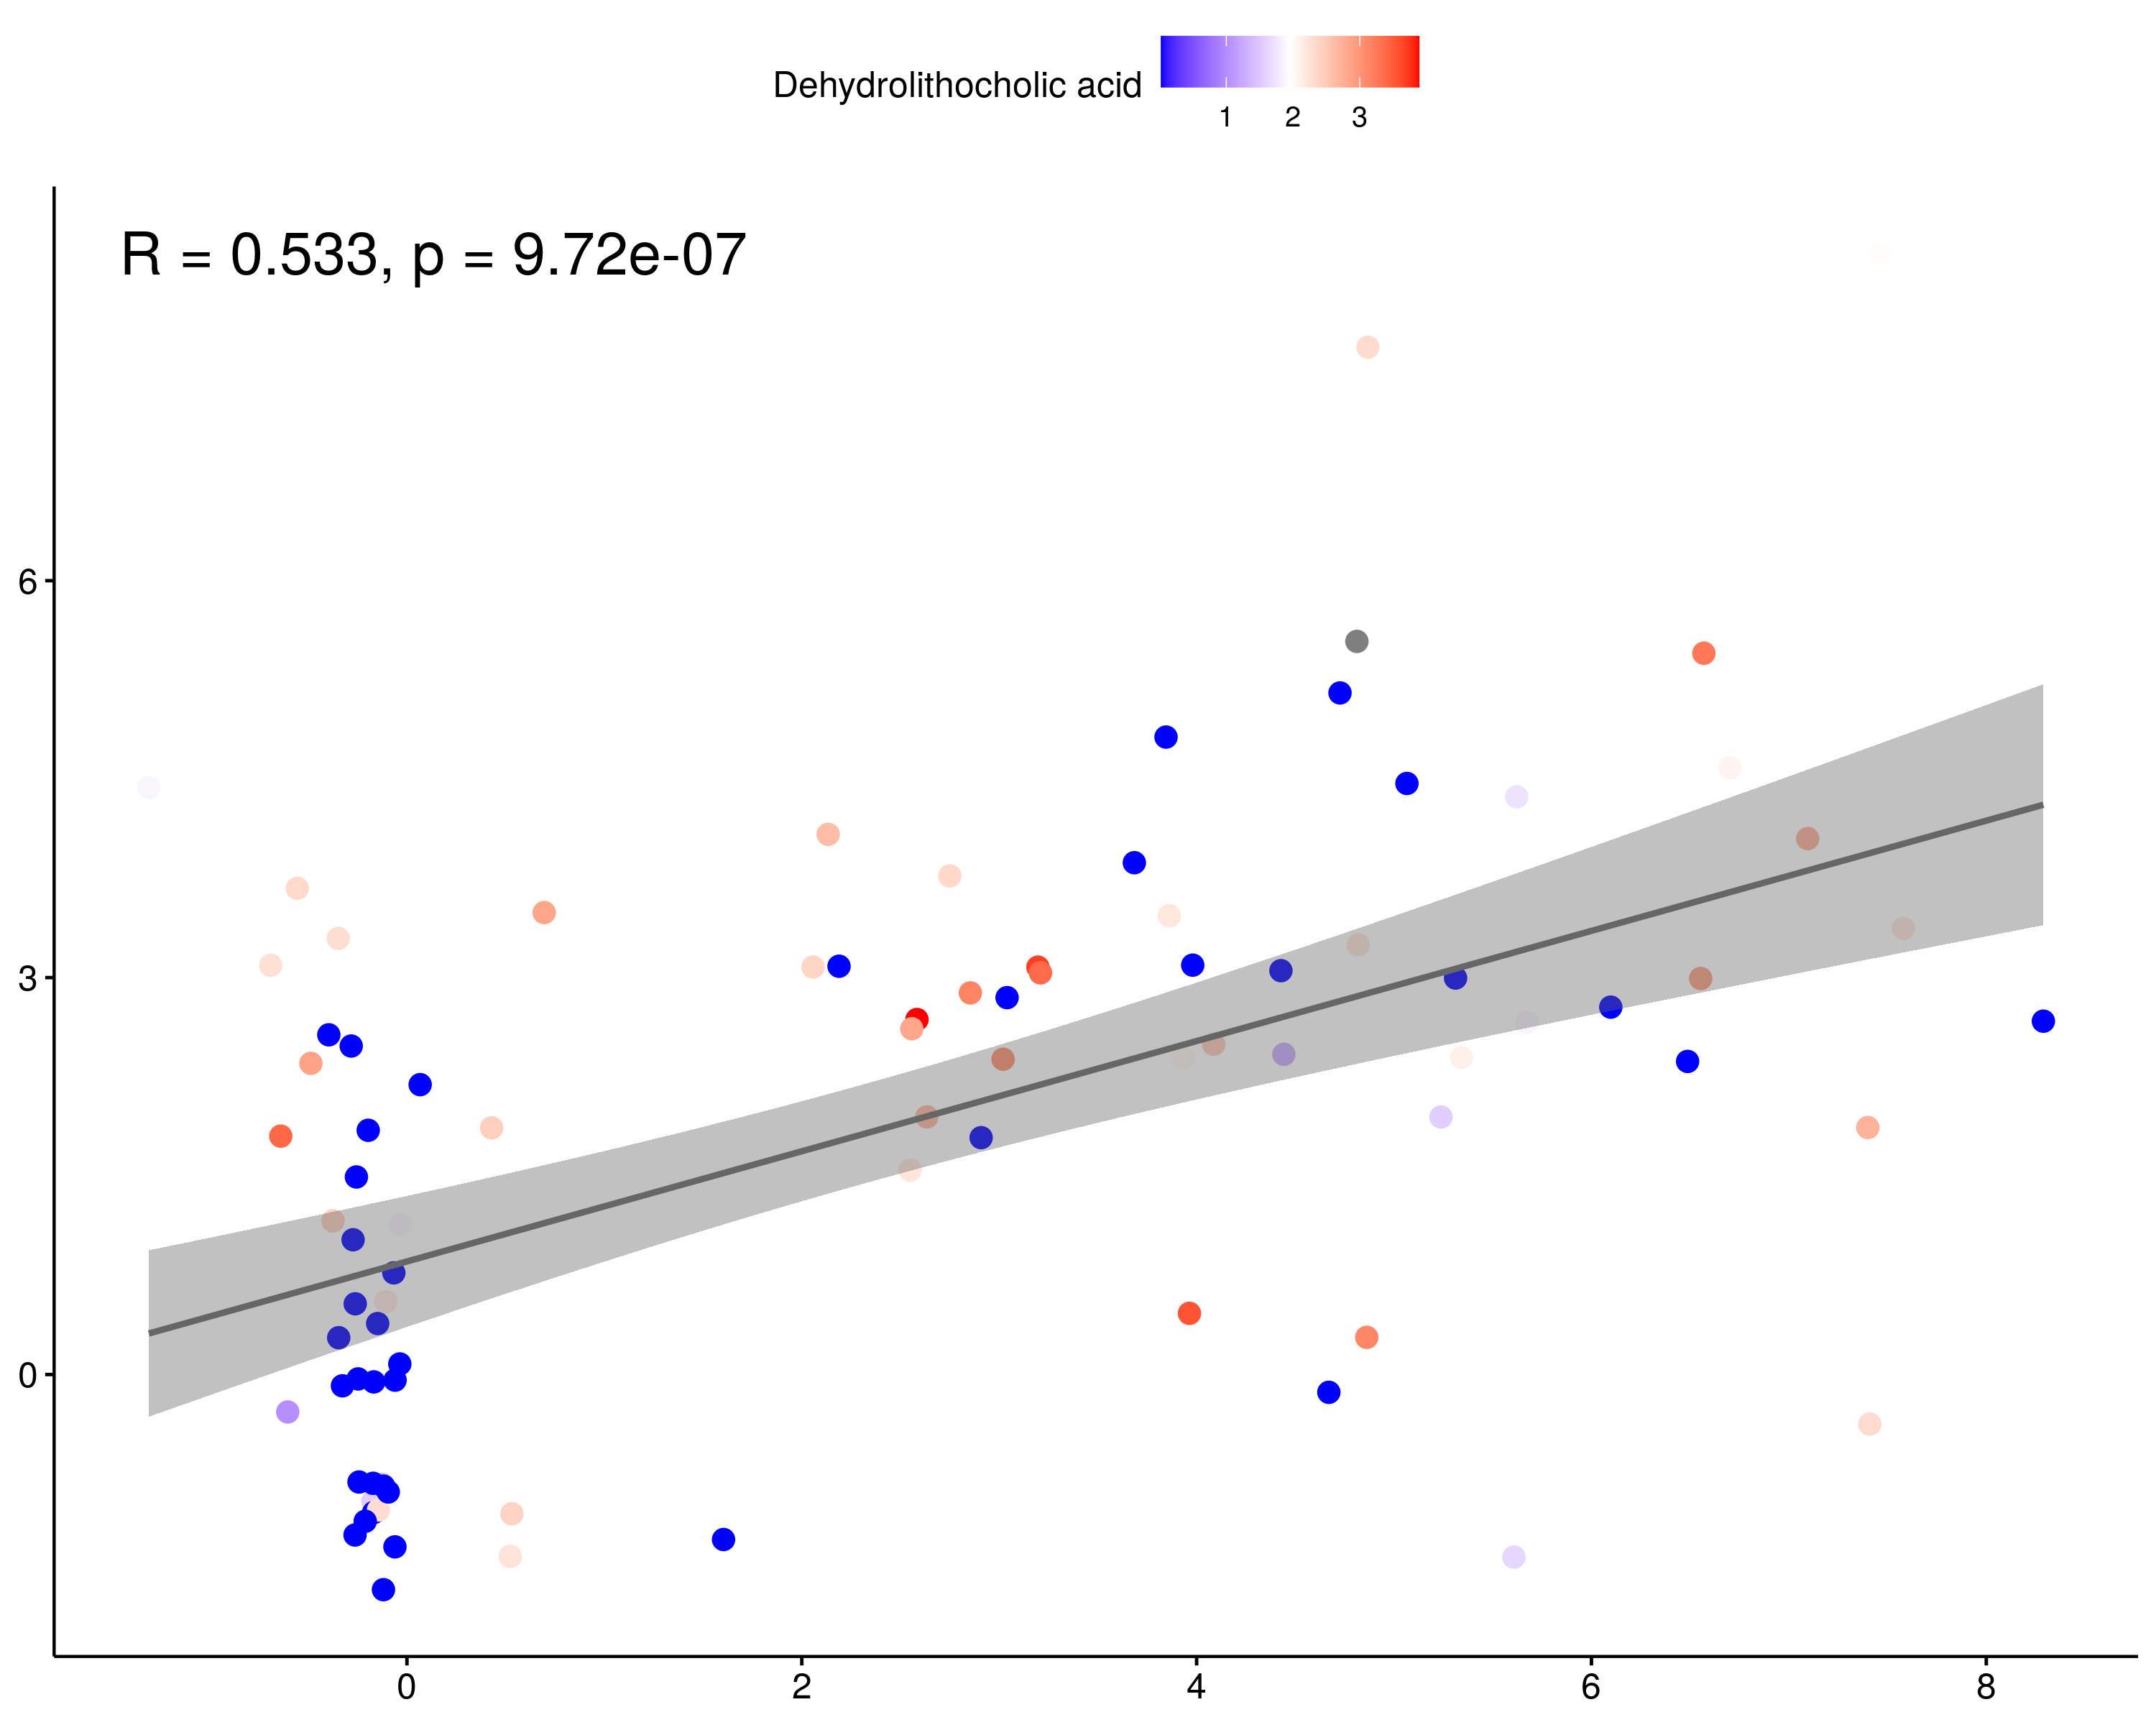 Dehydrolithocholic acid
1 2 3
R = 0.533, p = 9.72e-07
6
3
0
0 2 4 6 8